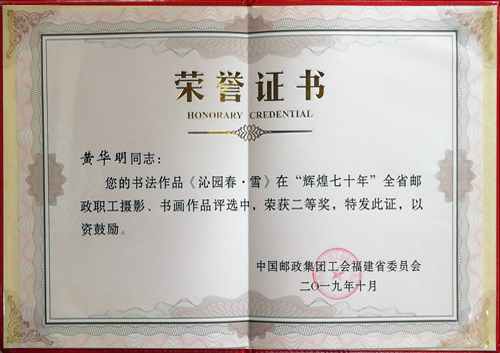 荣誉证书
HONORARY CREDENTIAL
黄华明同志：
您的书法作品《沁园春·雪》在“辉煌七十年”全省邮
政职工摄影、书画作品评选中，荣获二等奖，特发此证，以
资鼓励。
中国邮政集团工会福建省委员会
二〇一九年十月